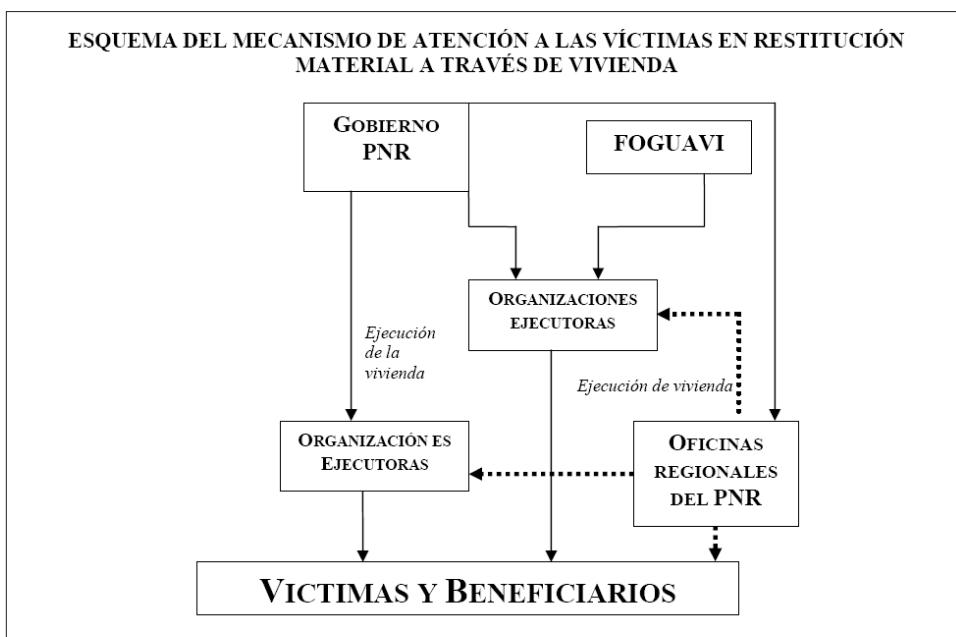 ESQUEMA DEL MECANISMO DE ATENCIÓN A LAS VÍCTIMAS EN RESTITUCIÓN
MATERIAL A TRAVÉS DE VIVIENDA
GOBIERNO
PNR
FOGUAVI
ORGANIZACIONES
EJECUTORAS
Ejecución
de la
vivienda
Ejecución de vivienda
ORGANIZACIÓN ES
EJECUTORAS
OFICINAS
REGIONALES
DEL PNR
VICTIMAS Y BENEFICIARIOS